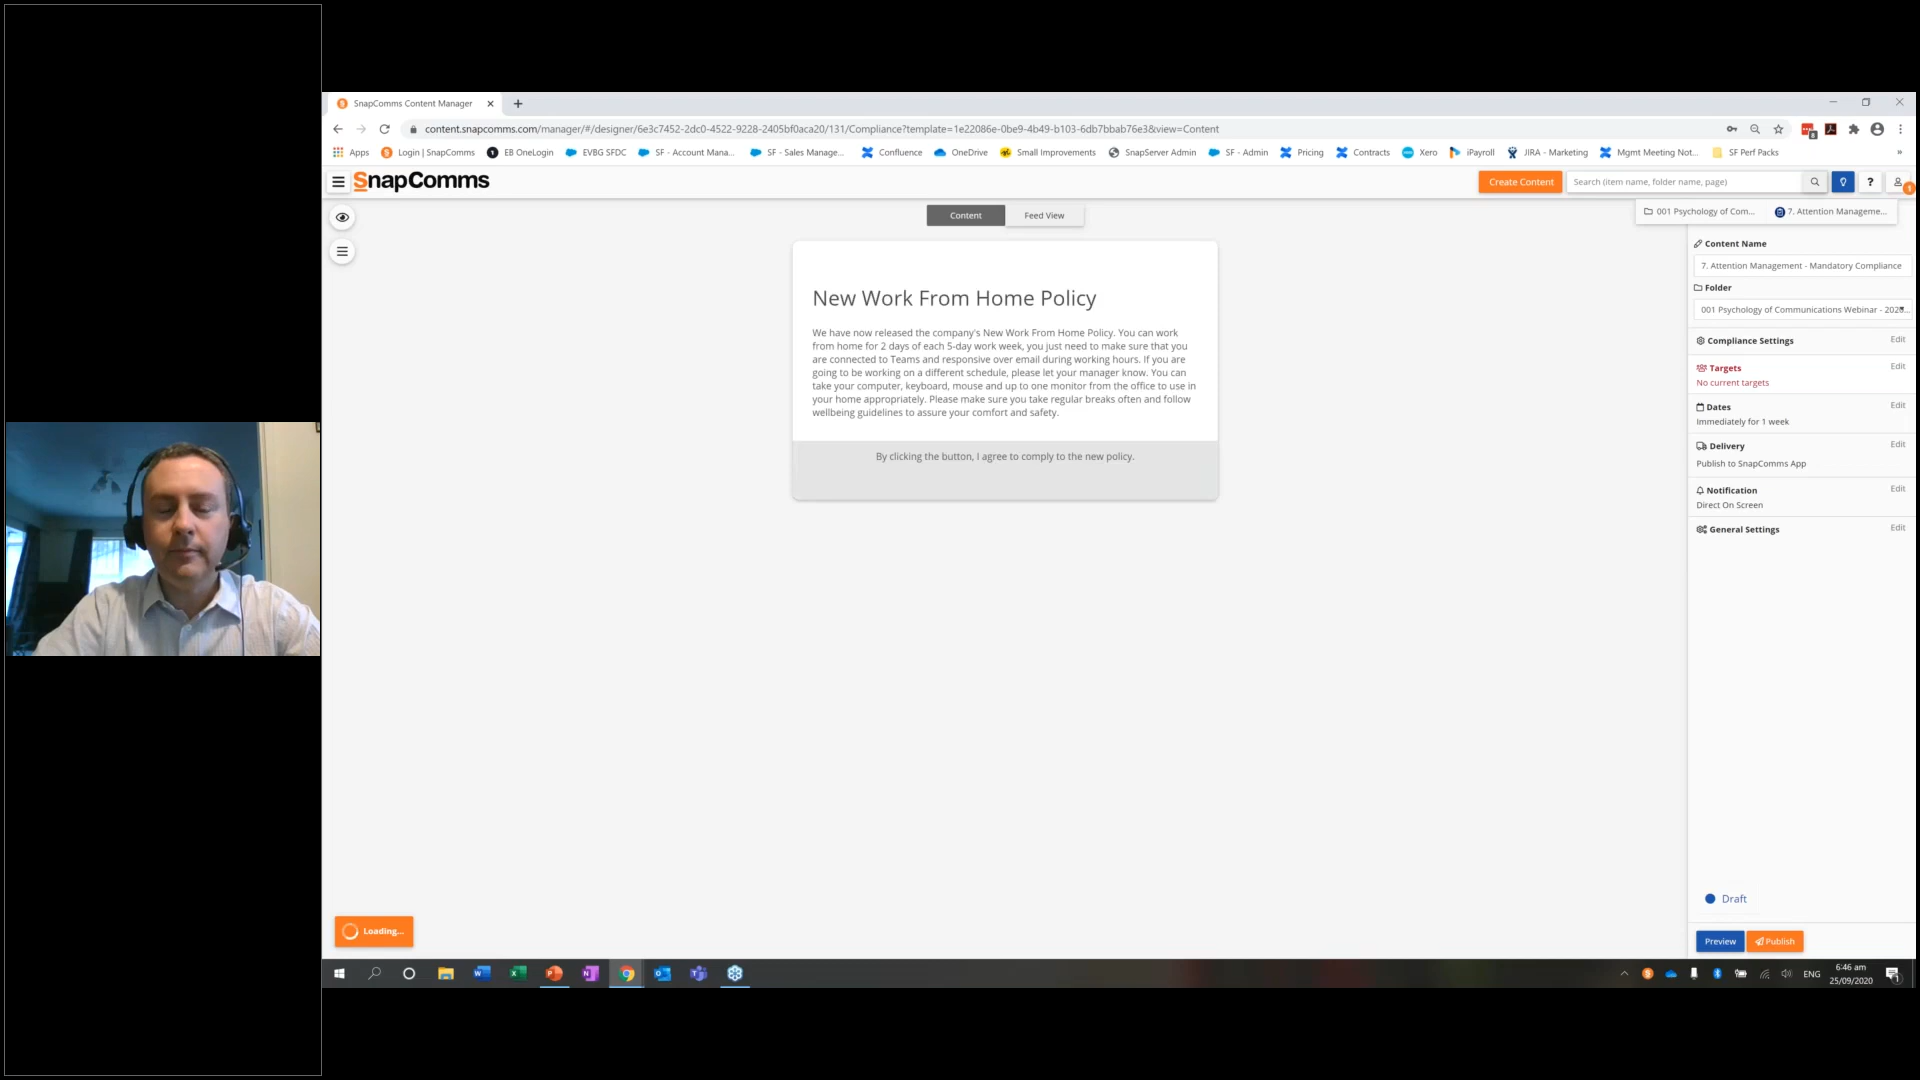 SnapComms Content Manager
content.snapcomms.com/manager/#/designer/6e3c7452-2dc0-4522-9228-2405bf0aca20/131/Compliance?template=1e22086e-0be9-4b49-b103-6db7bbab76e3&view=Content
Apps Login | SnapComms EB OneLogin EVBG SFDC SF - Account Mana... SF - Sales Manage... Confluence OneDrive Small Improvements SnapServer Admin SF - Admin Pricing Contracts Xero iPayroll JIRA - Marketing Mgmt Meeting Not... SF Perf Packs »
SnapComms
Create Content Search (item name, folder name, page) ? 1
001 Psychology of Com... 7. Attention Manageme...
Content Feed View
Content Name
7. Attention Management - Mandatory Compliance
Folder
001 Psychology of Communications Webinar - 2020...
Compliance Settings Edit
Targets Edit
No current targets
Dates Edit
Immediately for 1 week
Delivery Edit
Publish to SnapComms App
Notification Edit
Direct On Screen
General Settings Edit
New Work From Home Policy
We have now released the company's New Work From Home Policy. You can work
from home for 2 days of each 5-day work week, you just need to make sure that you
are connected to Teams and responsive over email during working hours. If you are
going to be working on a different schedule, please let your manager know. You can
take your computer, keyboard, mouse and up to one monitor from the office to use in
your home appropriately. Please make sure you take regular breaks often and follow
wellbeing guidelines to assure your comfort and safety.
By clicking the button, I agree to comply to the new policy.
Draft
Preview Publish
Loading...
ENG
6:46 am
25/09/2020